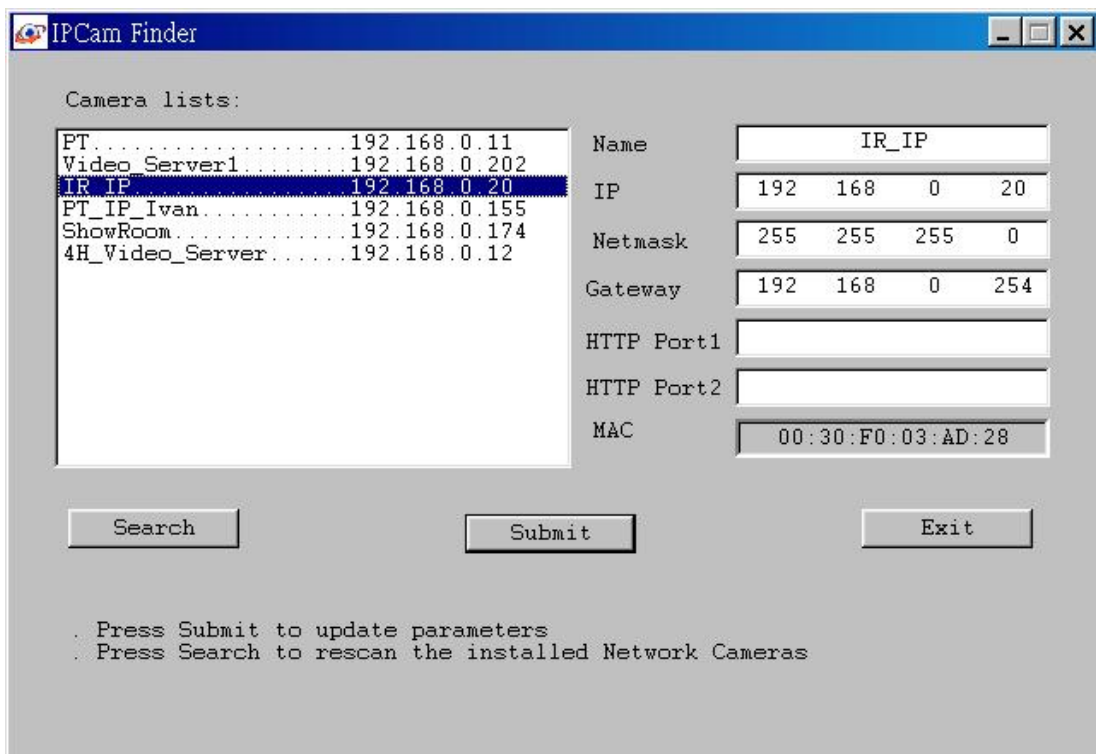 IPCam Finder
Camera lists:
PT....................192.168.0.11
Video_Server1.........192.168.0.202
IR_IP.................192.168.0.20
PT_IP_Ivan............192.168.0.155
ShowRoom..............192.168.0.174
4H_Video_Server.......192.168.0.12
Name IR_IP
IP 192 168 0 20
Netmask 255 255 255 0
Gateway 192 168 0 254
HTTP Port1
HTTP Port2
MAC 00:30:F0:03:AD:28
Search Submit Exit
. Press Submit to update parameters
. Press Search to rescan the installed Network Cameras